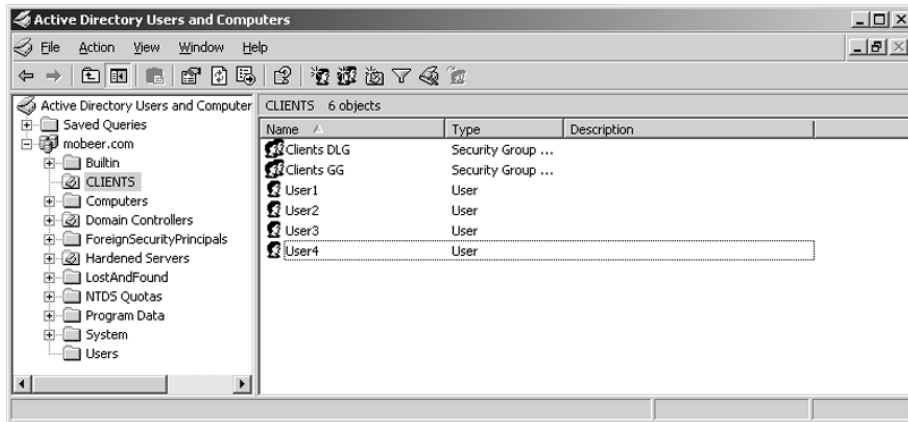 Active Directory Users and Computers
File Action View Window Help
Active Directory Users and Computer
Saved Queries
mobeer.com
Builtin
CLIENTS
Computers
Domain Controllers
ForeignSecurityPrincipals
Hardened Servers
LostAndFound
NTDS Quotas
Program Data
System
Users
CLIENTS 6 objects
Name Type Description
Clients DLG Security Group ...
Clients GG Security Group ...
User1 User
User2 User
User3 User
User4 User